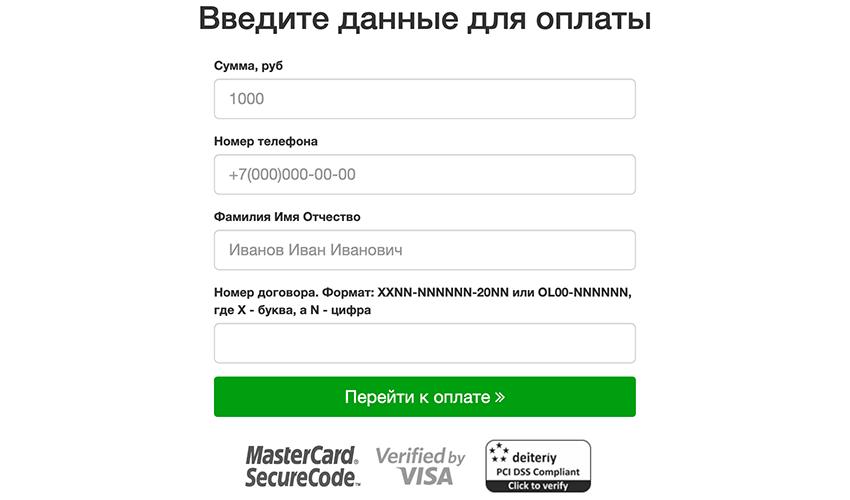 Введите данные для оплаты
Сумма, руб
1000
Номер телефона
+7(000)000-00-00
Фамилия Имя Отчество
Иванов Иван Иванович
Номер договора. Формат: XXNN-NNNNNN-20NN или OL00-NNNNNN,
где X - буква, а N - цифра
Перейти к оплате »
MasterCard®
SecureCode™
Verified by
VISA
deiteriy
PCI DSS Compliant
Click to verify